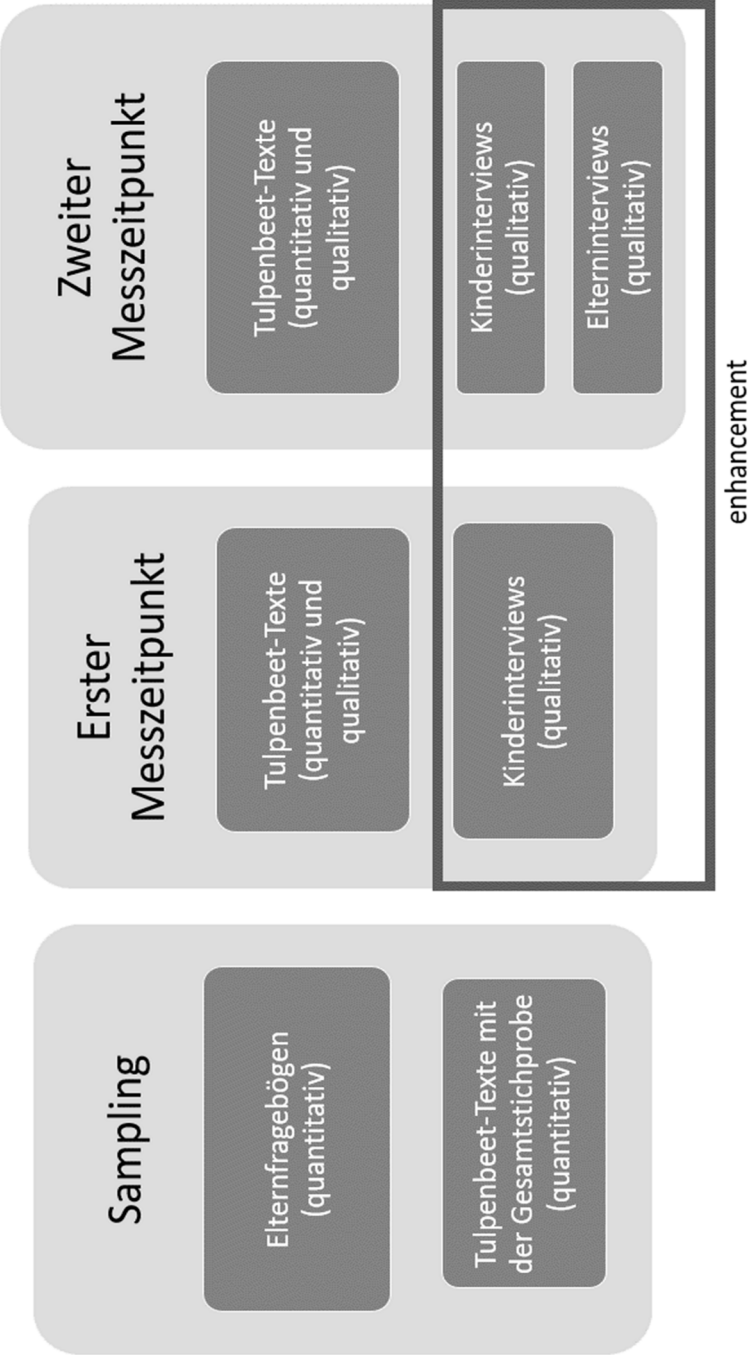 Sampling
Elternfragebögen
(quantitativ)
Tulpenbeet-Texte mit
der Gesamtstichprobe
(quantitativ)
Erster
Messzeitpunkt
Tulpenbeet-Texte
(quantitativ und
qualitativ)
Kinderinterviews
(qualitativ)
Zweiter
Messzeitpunkt
Tulpenbeet-Texte
(quantitativ und
qualitativ)
Kinderinterviews
(qualitativ)
Elterninterviews
(qualitativ)
enhancement